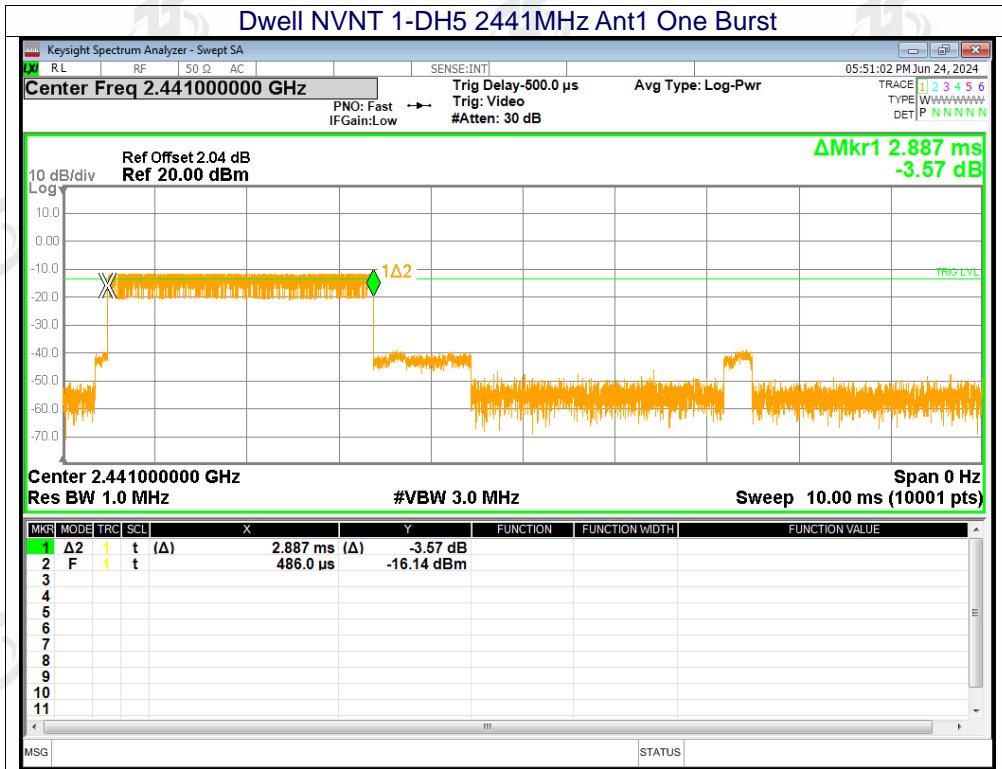 Dwell NVNT 1-DH5 2441MHz Ant1 One Burst
Keysight Spectrum Analyzer - Swept SA
LXI RL RF 50 Ω AC SENSE:INT 05:51:02 PM Jun 24, 2024
Center Freq 2.441000000 GHz
PNO: Fast
IFGain:Low
Trig Delay-500.0 µs
Trig: Video
#Atten: 30 dB
Avg Type: Log-Pwr
TRACE 1 2 3 4 5 6
TYPE WWWWWWW
DET P N N N N N
ΔMkr1 2.887 ms
-3.57 dB
Ref Offset 2.04 dB
10 dB/div Ref 20.00 dBm
Log
10.0
0.00
-10.0
1Δ2
TRIG LVL
-20.0
-30.0
-40.0
-50.0
-60.0
-70.0
Center 2.441000000 GHz Span 0 Hz
Res BW 1.0 MHz #VBW 3.0 MHz Sweep 10.00 ms (10001 pts)
MKR MODE TRC SCL X Y FUNCTION FUNCTION WIDTH FUNCTION VALUE
1 Δ2 1 t (Δ) 2.887 ms (Δ) -3.57 dB
2 F 1 t 486.0 µs -16.14 dBm
3
4
5
6
7
8
9
10
11
MSG STATUS